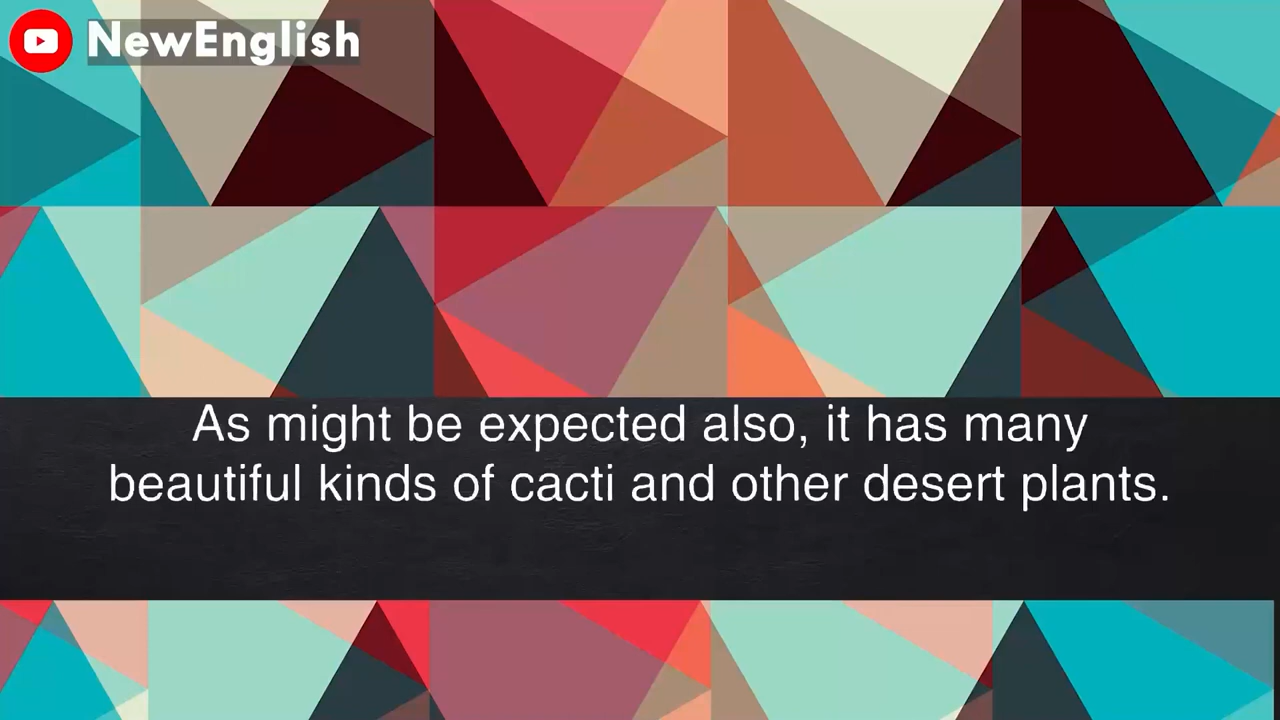 NewEnglish
As might be expected also, it has many
beautiful kinds of cacti and other desert plants.